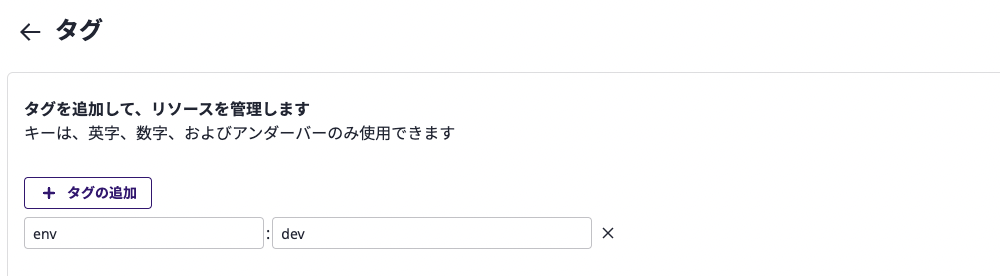 ← タグ
タグを追加して、リソースを管理します
キーは、英字、数字、およびアンダーバーのみ使用できます
+ タグの追加
env : dev ×